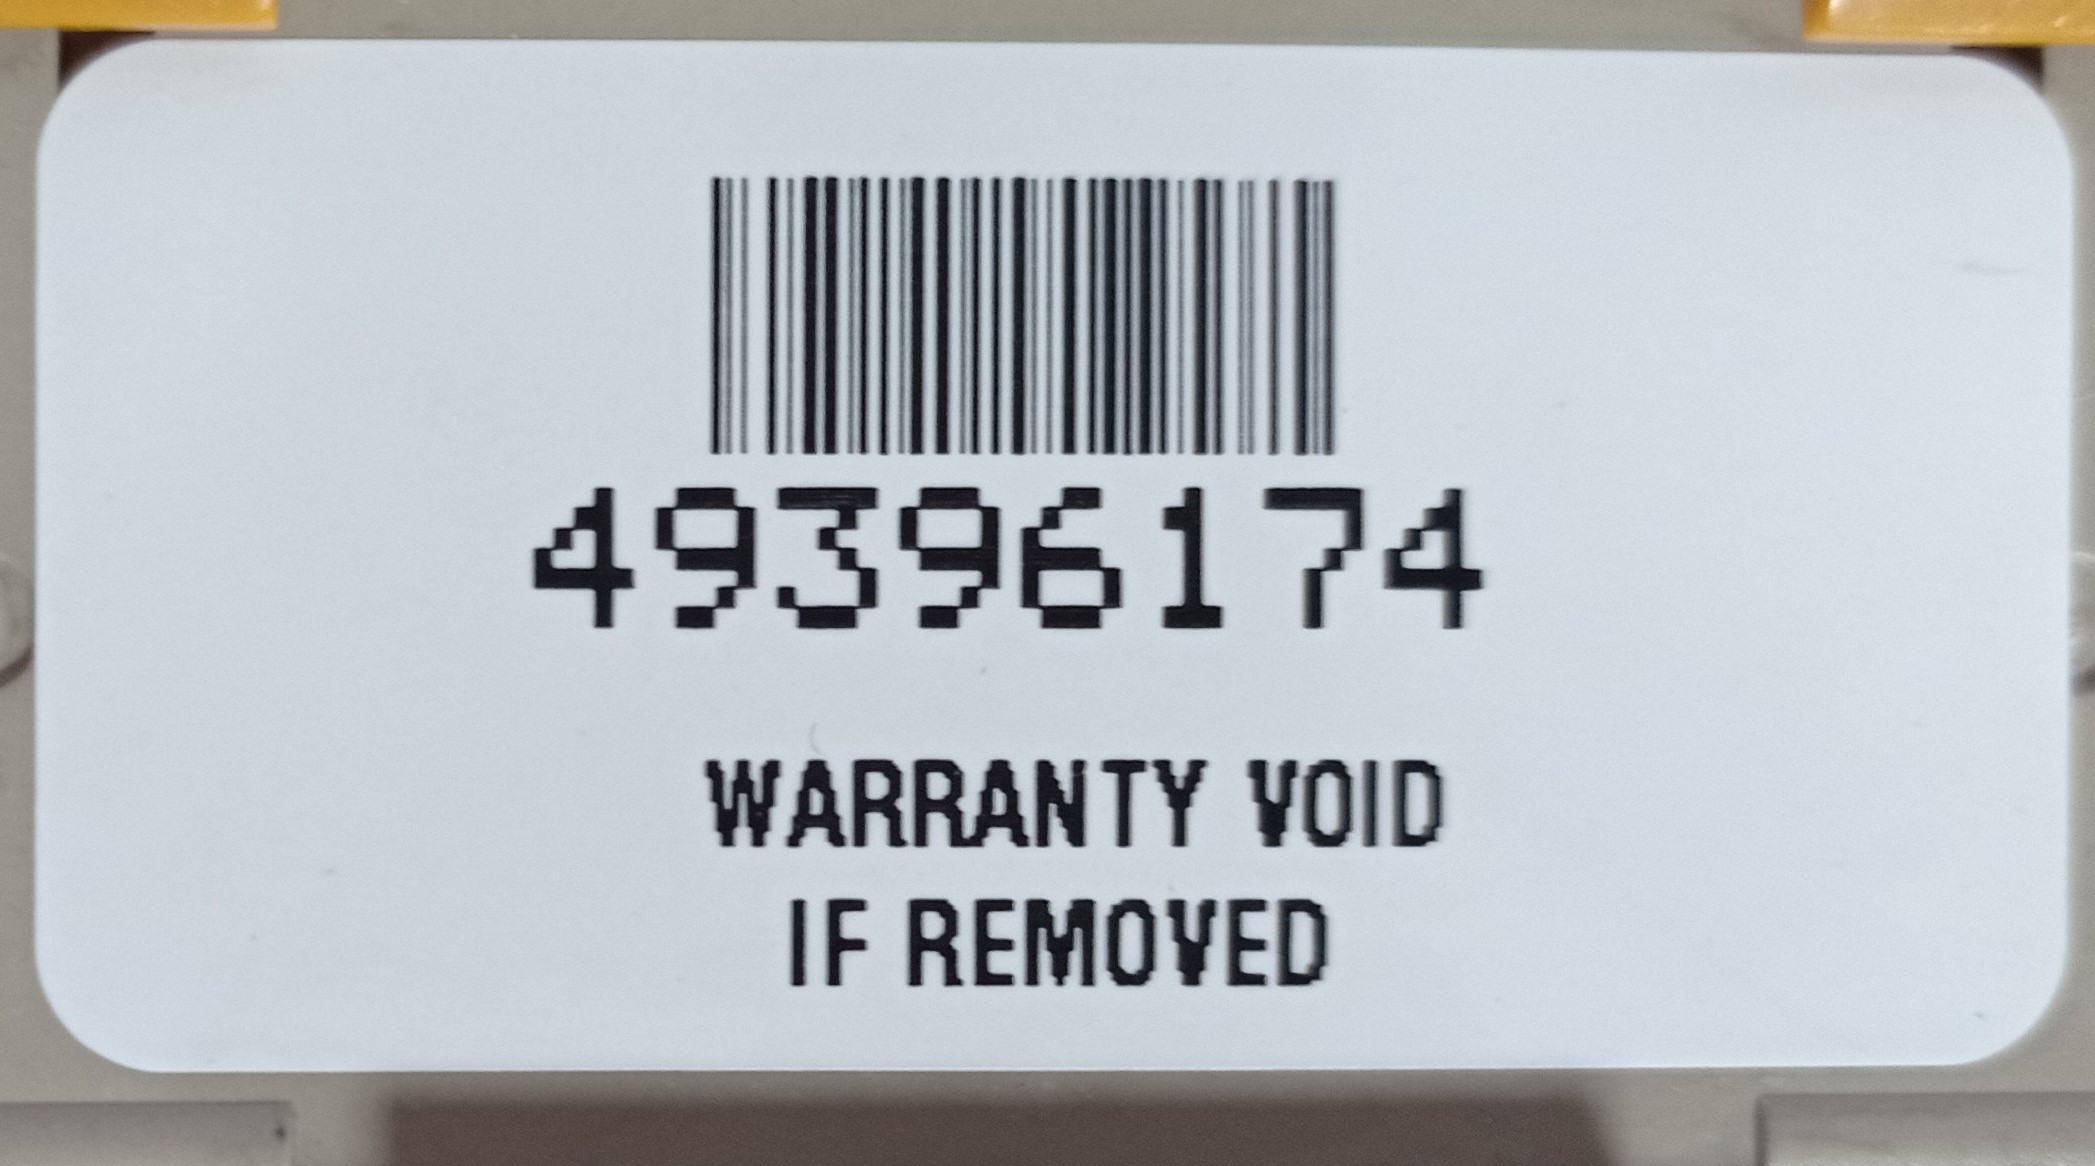 49396174
WARRANTY VOID
IF REMOVED